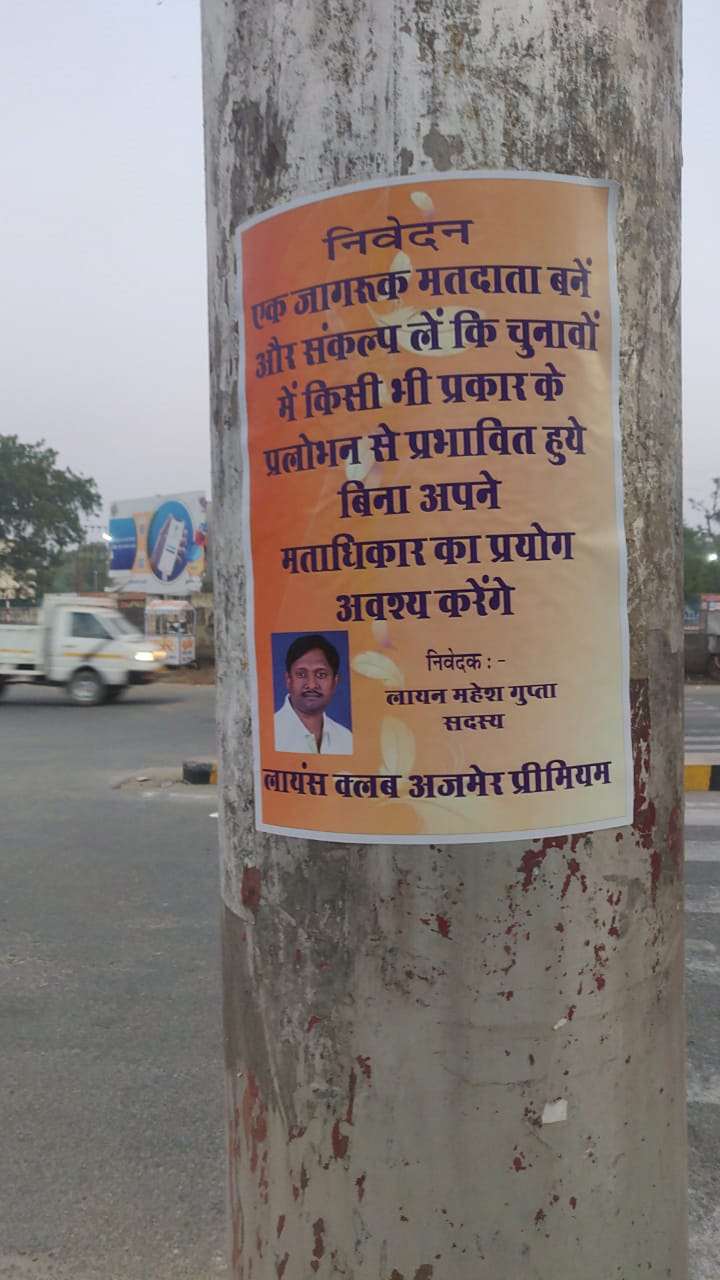 निवेदन
एक जागरूक मतदाता बनें
और संकल्प लें कि चुनावों
में किसी भी प्रकार के
प्रलोभन से प्रभावित हुये
बिना अपने
मताधिकार का प्रयोग
अवश्य करेंगे
निवेदक : -
लायन महेश गुप्ता
सदस्य
लायंस क्लब अजमेर प्रीमियम